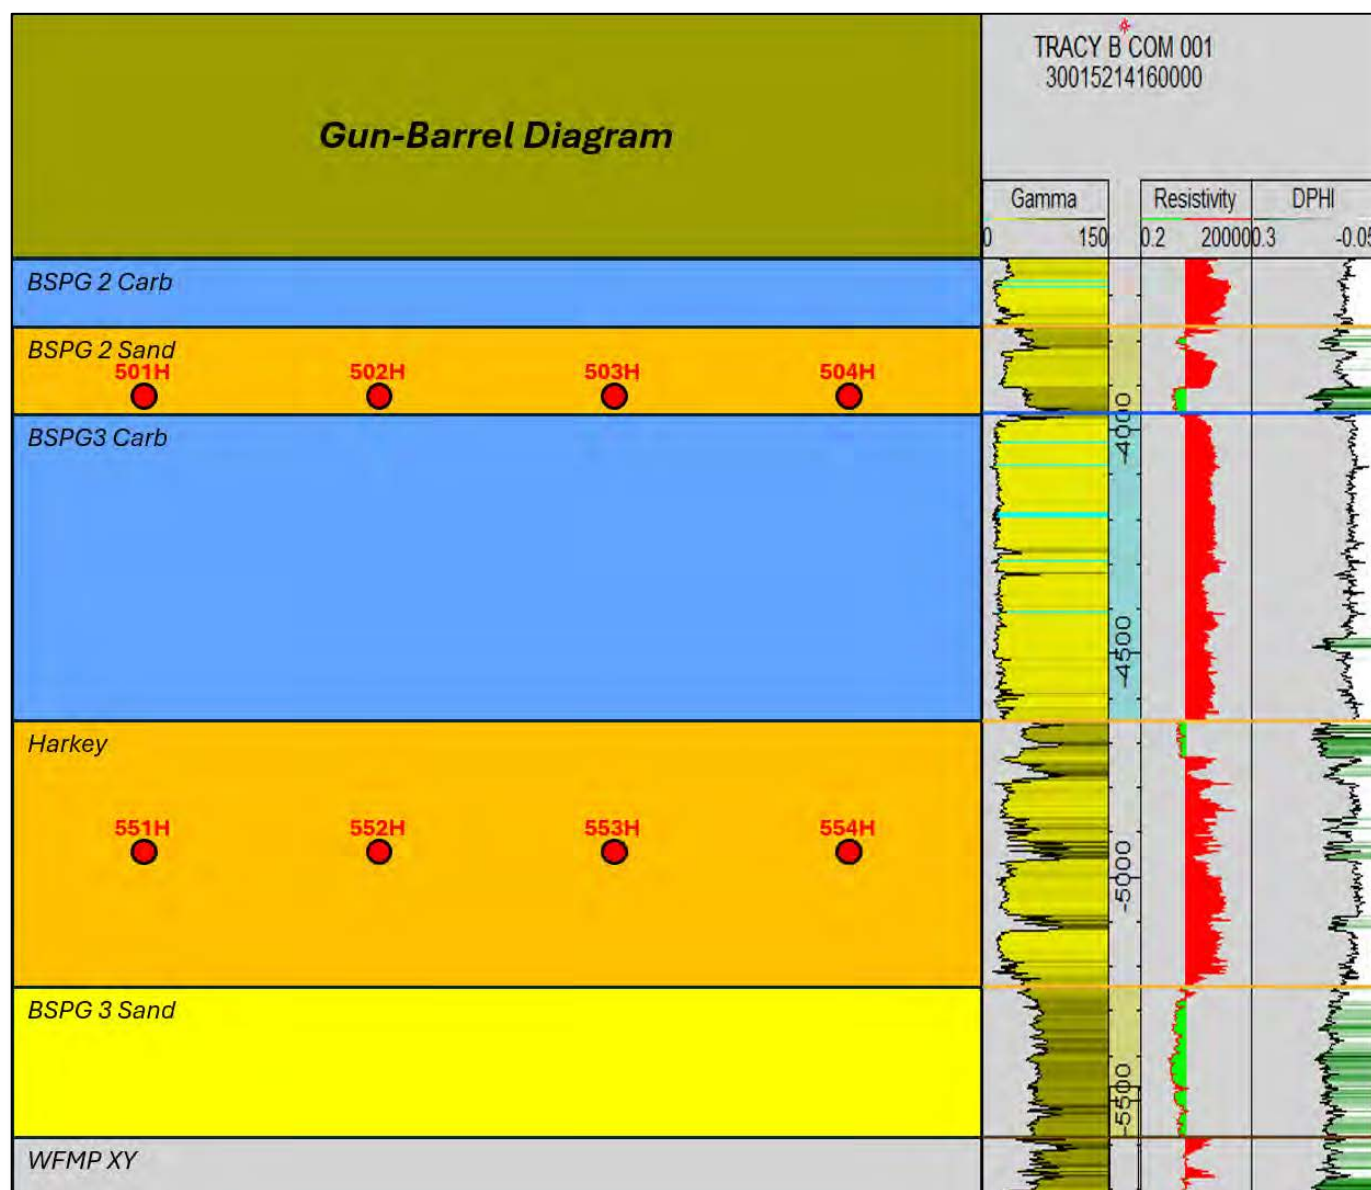 Gun-Barrel Diagram
TRACY B COM 001
30015214160000
Gamma
Resistivity
DPHI
0 150
0.2 20000
0.3 -0.05
BSPG 2 Carb
BSPG 2 Sand
501H 502H 503H 504H
BSPG3 Carb
-4000
-4500
Harkey
551H 552H 553H 554H
-5000
BSPG 3 Sand
-5500
WFMP XY